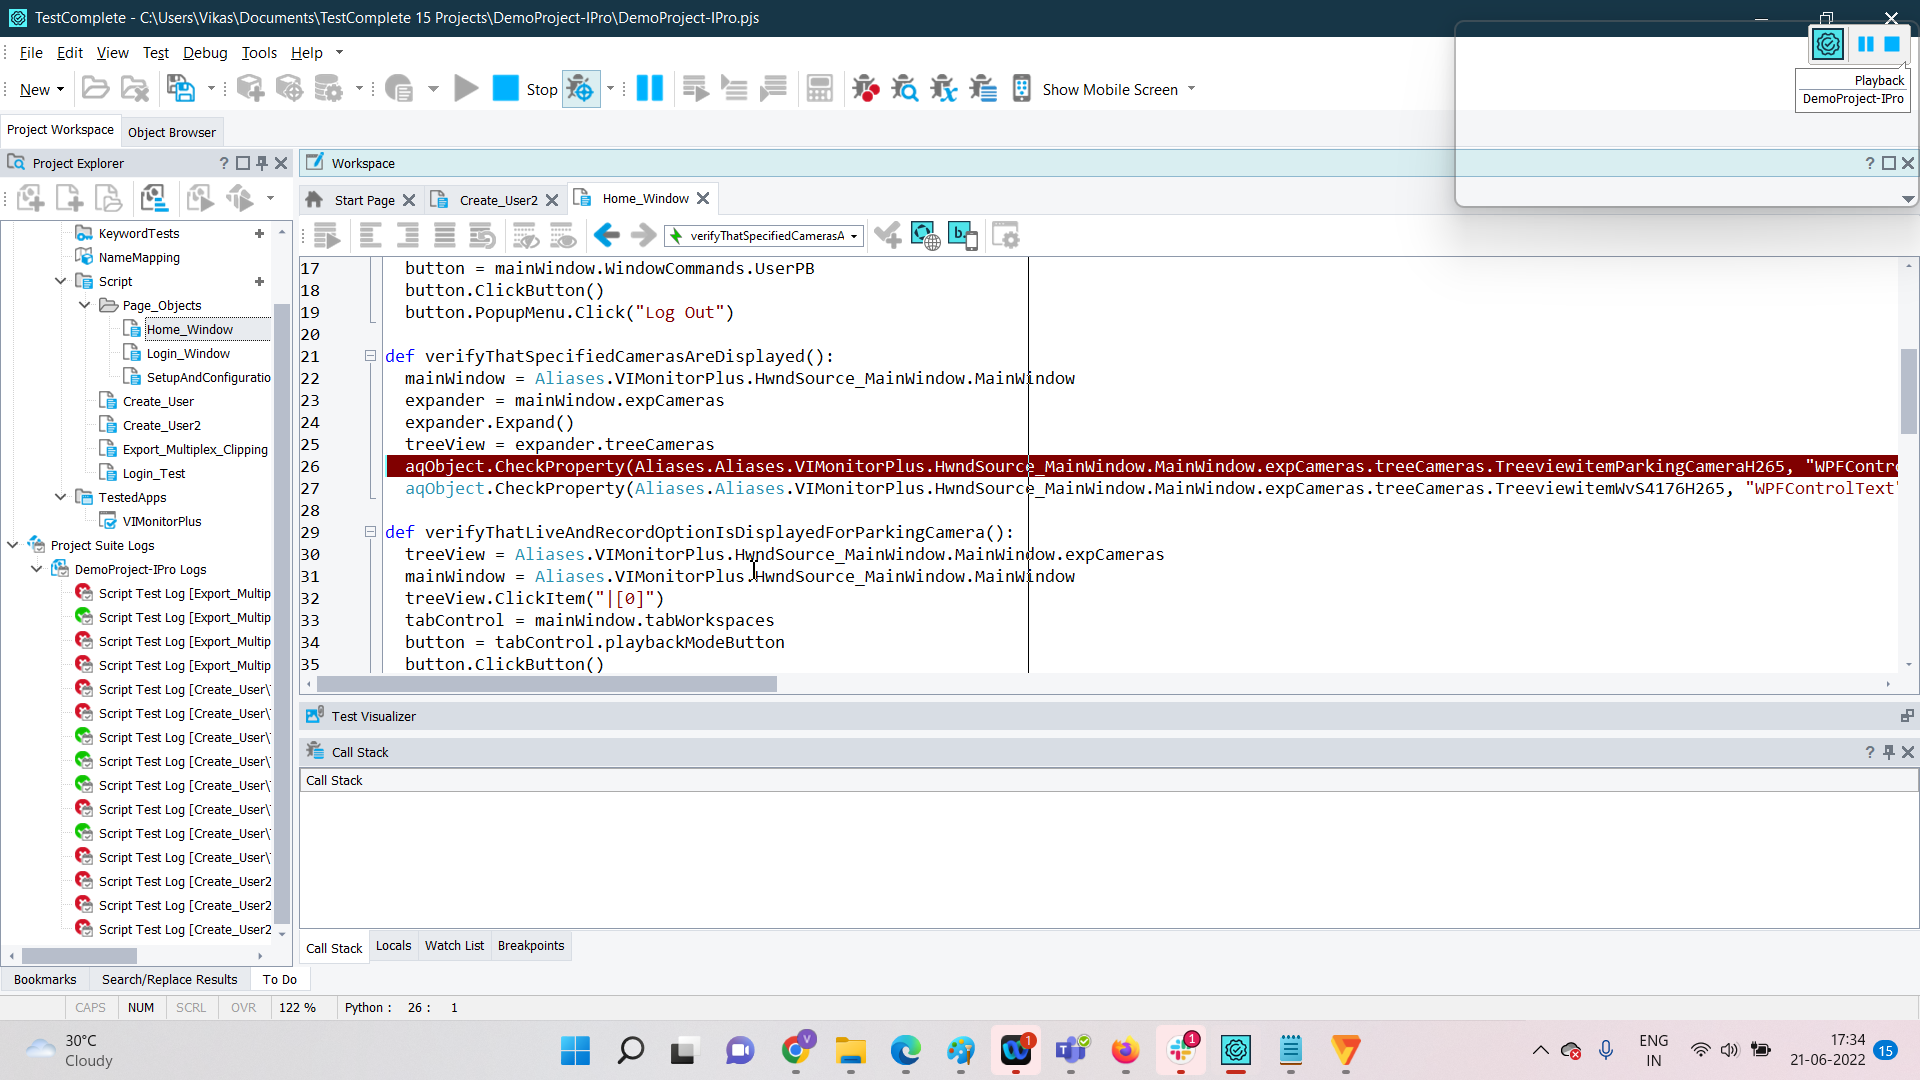 TestComplete - C:\Users\Vikas\Documents\TestComplete 15 Projects\DemoProject-IPro\DemoProject-IPro.pjs
File Edit View Test Debug Tools Help
New
Stop
Show Mobile Screen
Playback
DemoProject-IPro
Project Workspace
Object Browser
Project Explorer
Workspace
Start Page
Create_User2
Home_Window
verifyThatSpecifiedCamerasA
KeywordTests
NameMapping
Script
Page_Objects
Home_Window
Login_Window
SetupAndConfiguratio
Create_User
Create_User2
Export_Multiplex_Clipping
Login_Test
TestedApps
VIMonitorPlus
Project Suite Logs
DemoProject-IPro Logs
Script Test Log [Export_Multip
Script Test Log [Export_Multip
Script Test Log [Export_Multip
Script Test Log [Export_Multip
Script Test Log [Create_User\
Script Test Log [Create_User\
Script Test Log [Create_User\
Script Test Log [Create_User\
Script Test Log [Create_User\
Script Test Log [Create_User\
Script Test Log [Create_User\
Script Test Log [Create_User\
Script Test Log [Create_User2
Script Test Log [Create_User2
Script Test Log [Create_User2
17 button = mainWindow.WindowCommands.UserPB
18 button.ClickButton()
19 button.PopupMenu.Click("Log Out")
20
21 def verifyThatSpecifiedCamerasAreDisplayed():
22 mainWindow = Aliases.VIMonitorPlus.HwndSource_MainWindow.MainWindow
23 expander = mainWindow.expCameras
24 expander.Expand()
25 treeView = expander.treeCameras
26 aqObject.CheckProperty(Aliases.Aliases.VIMonitorPlus.HwndSource_MainWindow.MainWindow.expCameras.treeCameras.TreeviewitemParkingCameraH265, "WPFContro
27 aqObject.CheckProperty(Aliases.Aliases.VIMonitorPlus.HwndSource_MainWindow.MainWindow.expCameras.treeCameras.TreeviewitemWvS4176H265, "WPFControlText"
28
29 def verifyThatLiveAndRecordOptionIsDisplayedForParkingCamera():
30 treeView = Aliases.VIMonitorPlus.HwndSource_MainWindow.MainWindow.expCameras
31 mainWindow = Aliases.VIMonitorPlus.HwndSource_MainWindow.MainWindow
32 treeView.ClickItem("|[0]")
33 tabControl = mainWindow.tabWorkspaces
34 button = tabControl.playbackModeButton
35 button.ClickButton()
Test Visualizer
Call Stack
Call Stack
Call Stack Locals Watch List Breakpoints
Bookmarks Search/Replace Results To Do
CAPS NUM SCRL OVR 122 % Python : 26 : 1
30°C
Cloudy
V
1
1
ENG
IN
17:34
21-06-2022
15